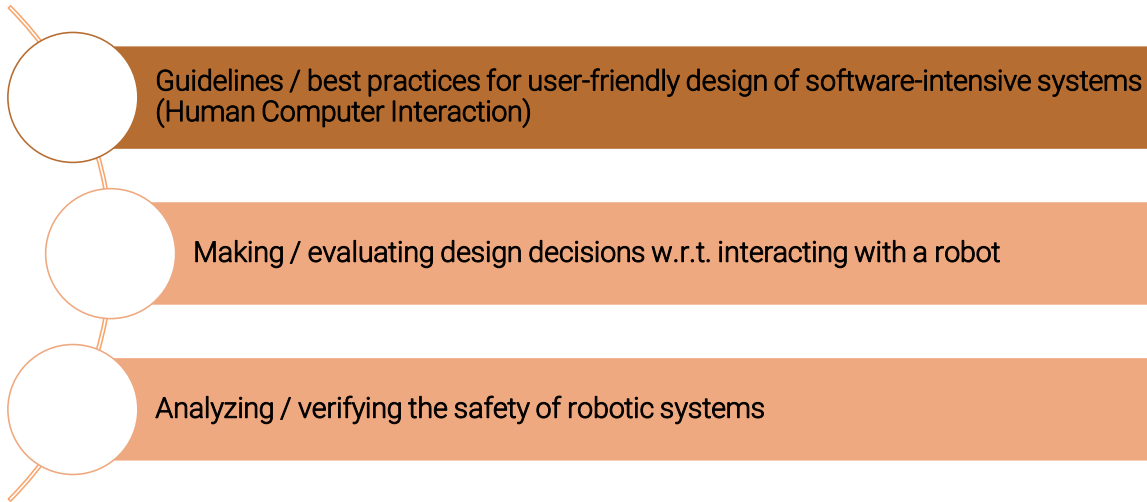 Guidelines / best practices for user-friendly design of software-intensive systems
(Human Computer Interaction)
Making / evaluating design decisions w.r.t. interacting with a robot
Analyzing / verifying the safety of robotic systems